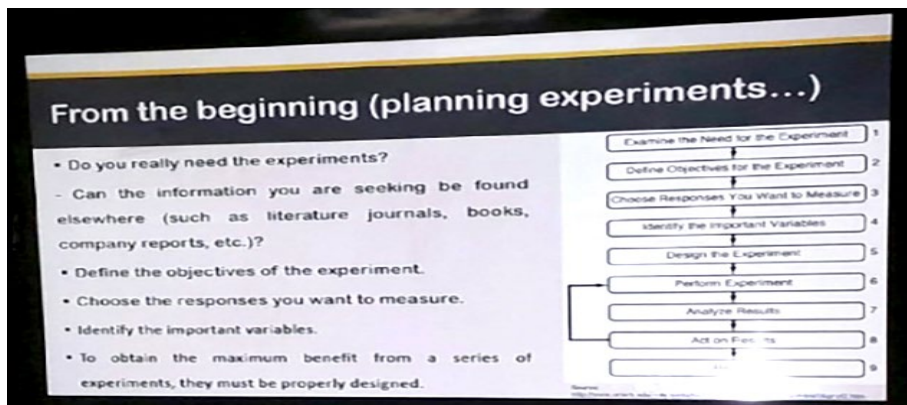 From the beginning (planning experiments...)
• Do you really need the experiments?
- Can the information you are seeking be found
elsewhere (such as literature journals, books,
company reports, etc.)?
• Define the objectives of the experiment.
• Choose the responses you want to measure.
• Identify the important variables.
• To obtain the maximum benefit from a series of
experiments, they must be properly designed.
Examine the Need for the Experiment 1
Define Objectives for the Experiment 2
Choose Responses You Want to Measure 3
Identify the Important Variables 4
Design the Experiment 5
Perform Experiment 6
Analyze Results 7
Act on 8
9